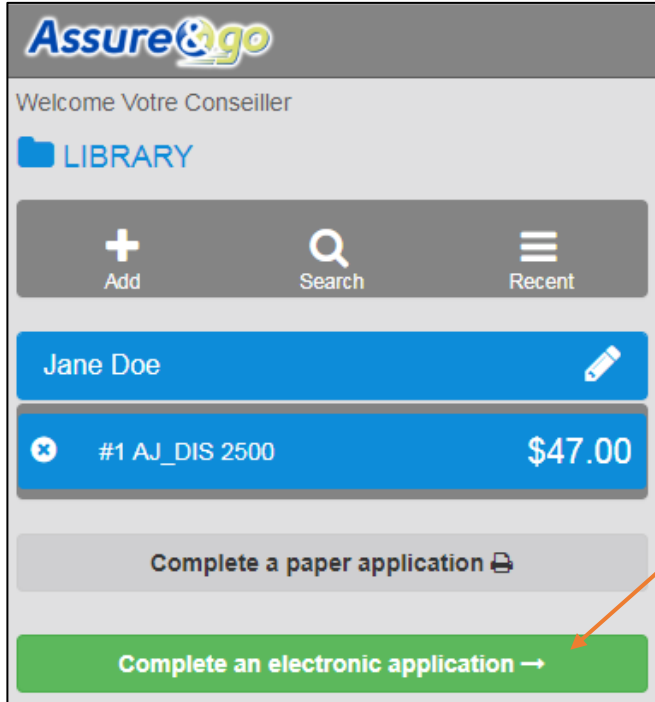 Assure&go
Welcome Votre Conseiller
LIBRARY
Add Search Recent
Jane Doe
#1 AJ_DIS 2500 $47.00
Complete a paper application
Complete an electronic application →